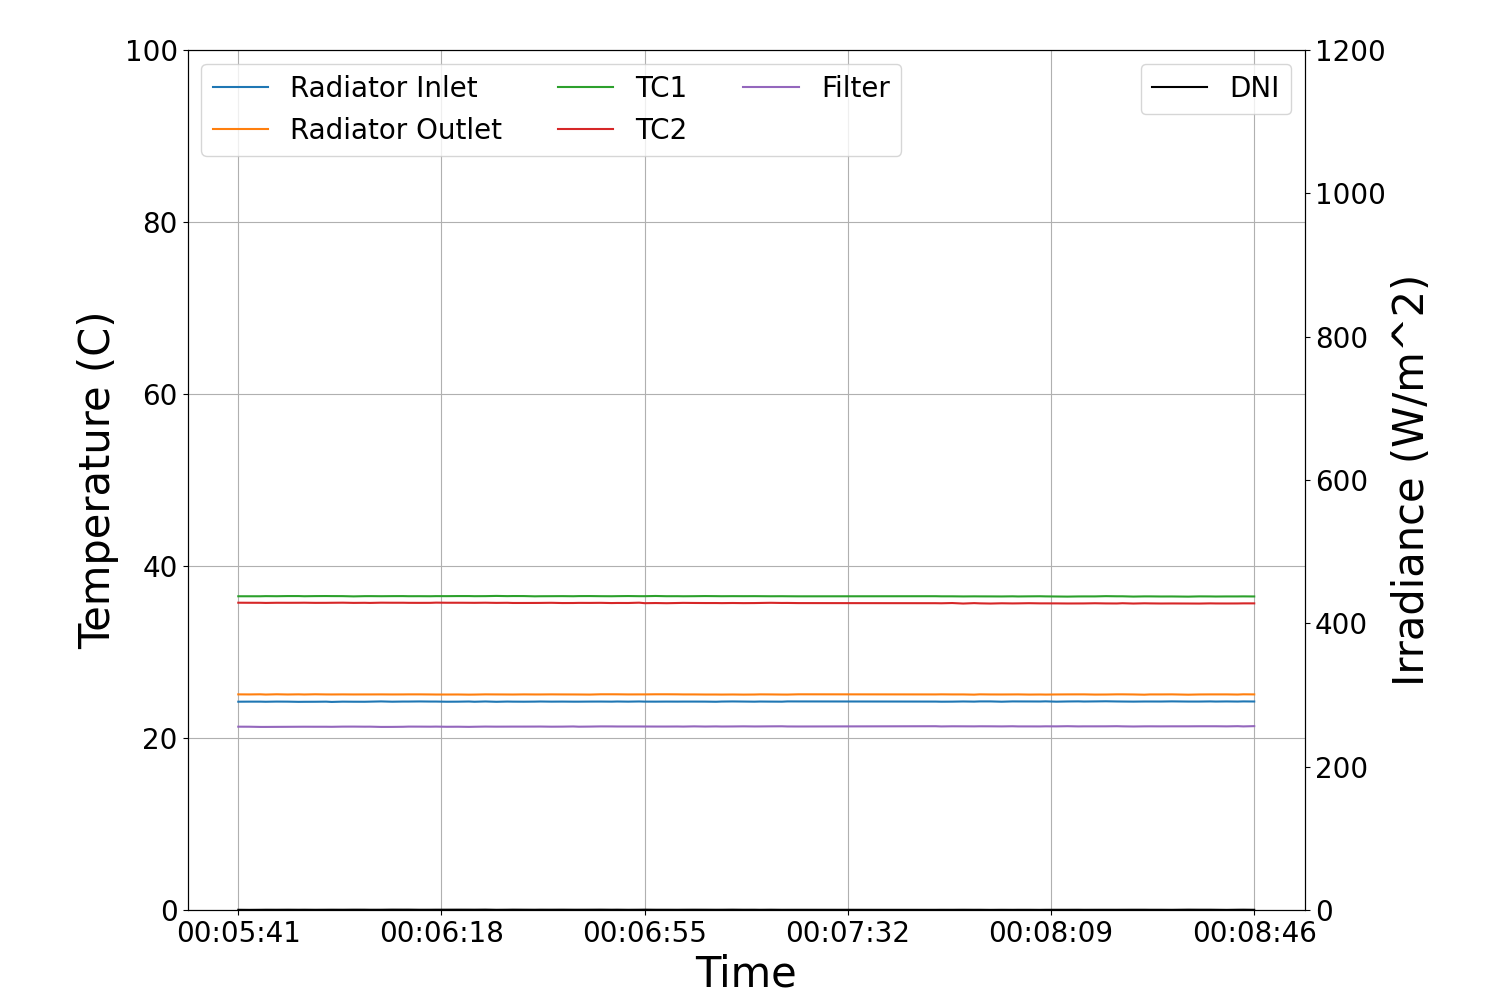 100
80
60
40
20
0
Temperature (C)
Radiator Inlet
Radiator Outlet
TC1
TC2
Filter
DNI
1200
1000
800
600
400
200
0
Irradiance (W/m^2)
00:05:41 00:06:18 00:06:55 00:07:32 00:08:09 00:08:46
Time